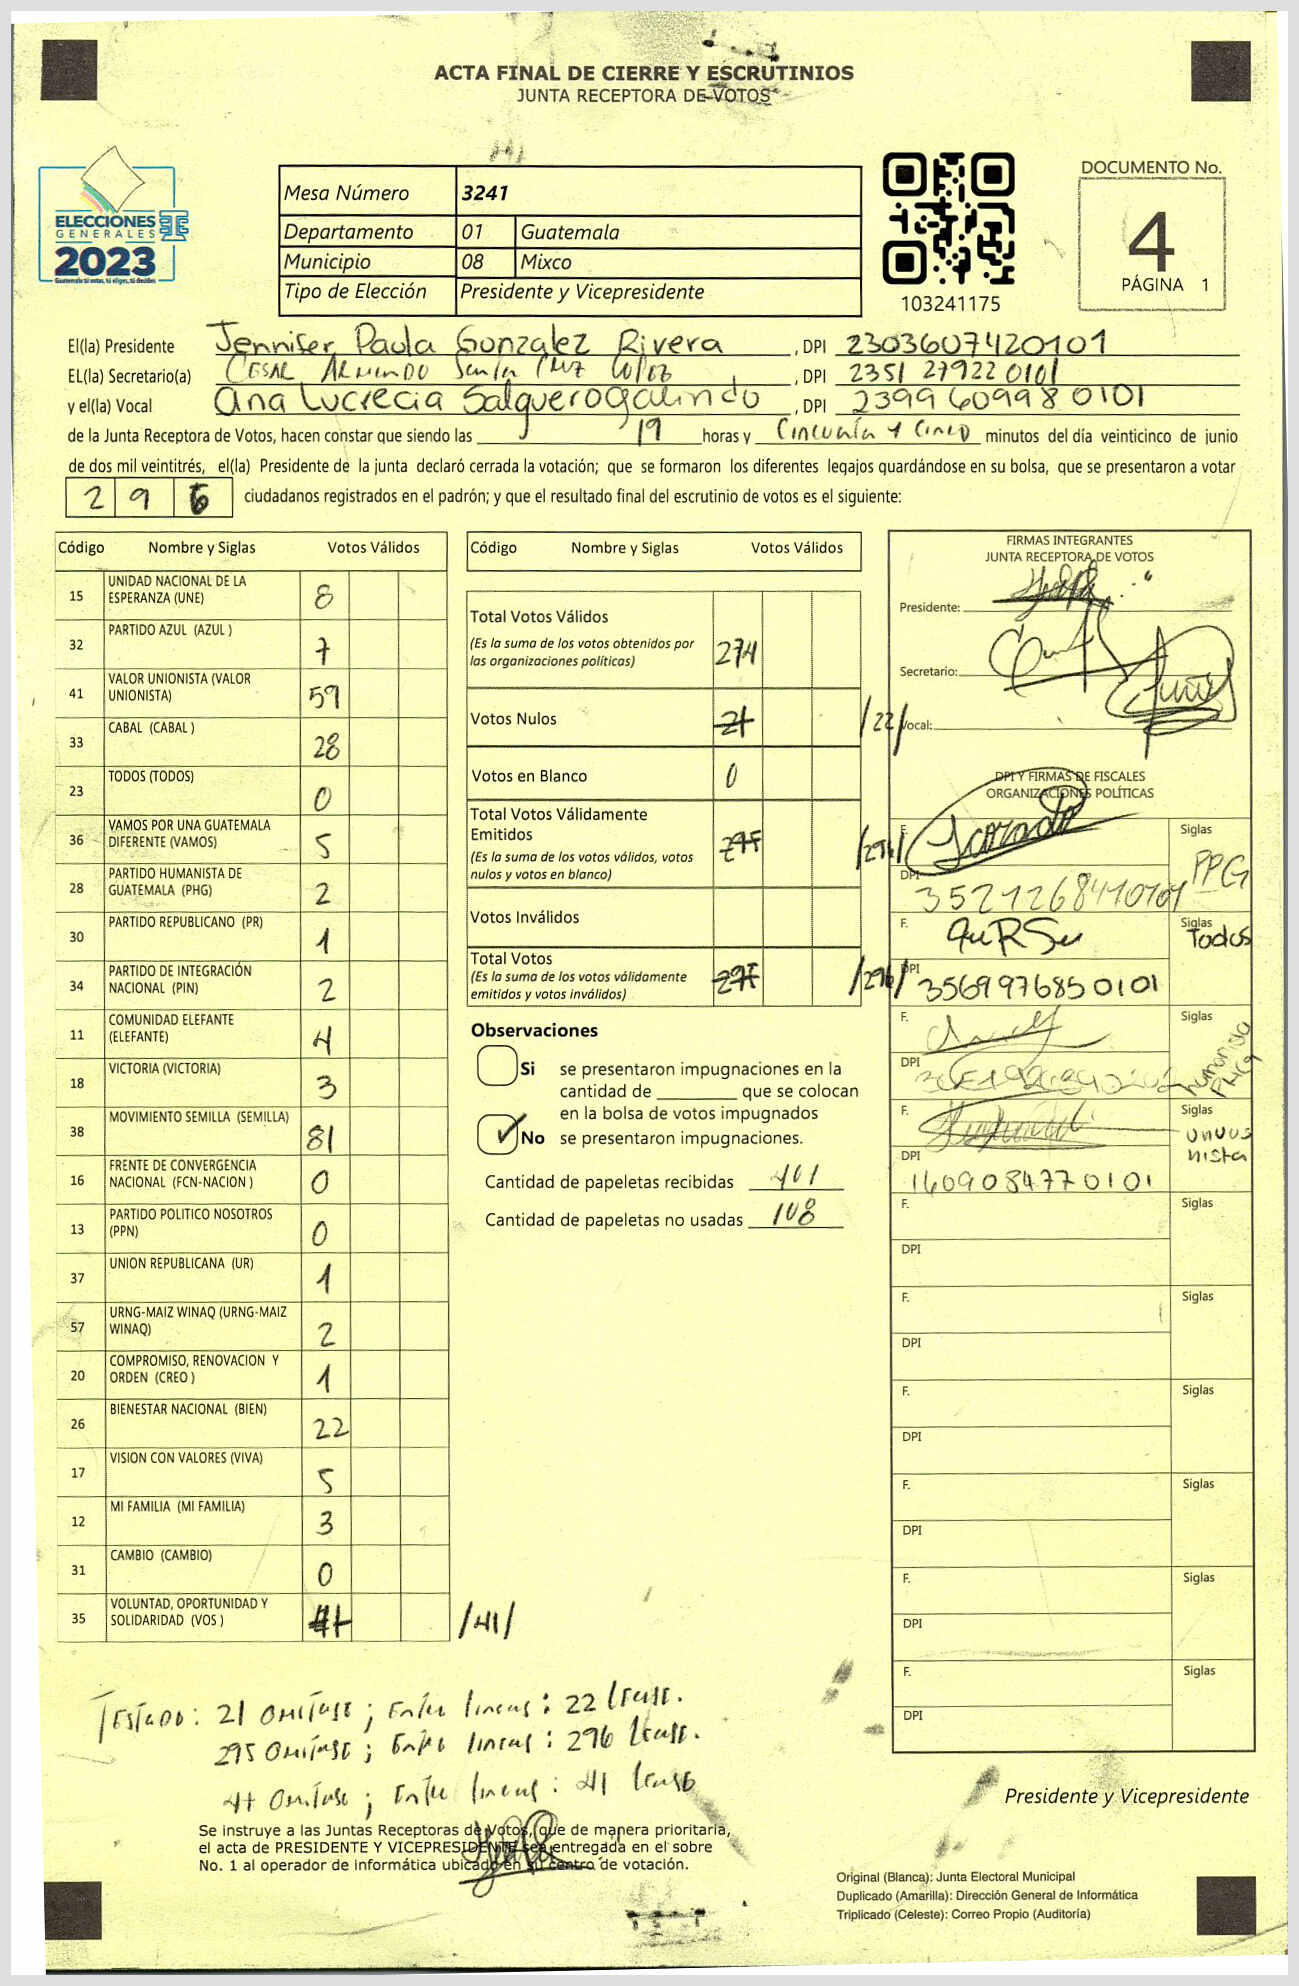 ACTA FINAL DE CIERRE Y ESCRUTINIOS
JUNTA RECEPTORA DE VOTOS
ELECCIONES
GENERALES
2023
Guatemala tú votas, tú eliges, tú decides
Mesa Número 3241
Departamento 01 Guatemala
Municipio 08 Mixco
Tipo de Elección Presidente y Vicepresidente
103241175
DOCUMENTO No.
4
PÁGINA 1
El(la) Presidente Jennifer Paola Gonzalez Rivera, DPI 2303607420101
EL(la) Secretario(a) CESAR ARMANDO Santa CRUZ LOPEZ, DPI 2351 27922 0101
y el(la) Vocal Ana Lucrecia Salguerogalindo, DPI 2399609980101
de la Junta Receptora de Votos, hacen constar que siendo las 19 horas y Cincuenta y Cinco minutos del día veinticinco de junio
de dos mil veintitrés, el(la) Presidente de la junta declaró cerrada la votación; que se formaron los diferentes legajos guardándose en su bolsa, que se presentaron a votar
2 9 6 ciudadanos registrados en el padrón; y que el resultado final del escrutinio de votos es el siguiente:
Código Nombre y Siglas Votos Válidos
15 UNIDAD NACIONAL DE LA ESPERANZA (UNE) 8
32 PARTIDO AZUL (AZUL ) 7
41 VALOR UNIONISTA (VALOR UNIONISTA) 59
33 CABAL (CABAL ) 28
23 TODOS (TODOS) 0
36 VAMOS POR UNA GUATEMALA DIFERENTE (VAMOS) 5
28 PARTIDO HUMANISTA DE GUATEMALA (PHG) 2
30 PARTIDO REPUBLICANO (PR) 1
34 PARTIDO DE INTEGRACIÓN NACIONAL (PIN) 2
11 COMUNIDAD ELEFANTE (ELEFANTE) 4
18 VICTORIA (VICTORIA) 3
38 MOVIMIENTO SEMILLA (SEMILLA) 81
16 FRENTE DE CONVERGENCIA NACIONAL (FCN-NACION ) 0
13 PARTIDO POLITICO NOSOTROS (PPN) 0
37 UNION REPUBLICANA (UR) 1
57 URNG-MAIZ WINAQ (URNG-MAIZ WINAQ) 2
20 COMPROMISO, RENOVACION Y ORDEN (CREO ) 1
26 BIENESTAR NACIONAL (BIEN) 22
17 VISION CON VALORES (VIVA) 5
12 MI FAMILIA (MI FAMILIA) 3
31 CAMBIO (CAMBIO) 0
35 VOLUNTAD, OPORTUNIDAD Y SOLIDARIDAD (VOS ) /41/
Código Nombre y Siglas Votos Válidos
Total Votos Válidos 274
(Es la suma de los votos obtenidos por
las organizaciones políticas)
Votos Nulos 21 /22/
Votos en Blanco 0
Total Votos Válidamente
Emitidos 295 /296/
(Es la suma de los votos válidos, votos
nulos y votos en blanco)
Votos Inválidos
Total Votos 295 /296/
(Es la suma de los votos válidamente
emitidos y votos inválidos)
Observaciones
Si se presentaron impugnaciones en la
cantidad de ________ que se colocan
en la bolsa de votos impugnados
✓ No se presentaron impugnaciones.
Cantidad de papeletas recibidas 401
Cantidad de papeletas no usadas 108
FIRMAS INTEGRANTES
JUNTA RECEPTORA DE VOTOS
Presidente:
Secretario:
Vocal:
DPI Y FIRMAS DE FISCALES
ORGANIZACIONES POLÍTICAS
F. Siglas PPG
DPI
F. Siglas Todos
DPI 3569976850101
F. Siglas Humanista PHG
DPI
F. Siglas unionista
DPI 1609084770101
F. Siglas
DPI
F. Siglas
DPI
F. Siglas
DPI
F. Siglas
DPI
F. Siglas
DPI
F. Siglas
DPI
TESTADO: 21 Omitase ; Entre lineas : 22 Lease.
295 Omitase ; Entre lineas : 296 Lease.
41 Omitase ; Entre lineas : 41 Lease
Se instruye a las Juntas Receptoras de Votos, que de manera prioritaria,
el acta de PRESIDENTE Y VICEPRESIDENTE sea entregada en el sobre
No. 1 al operador de informática ubicado en su centro de votación.
Presidente y Vicepresidente
Original (Blanca): Junta Electoral Municipal
Duplicado (Amarilla): Dirección General de Informática
Triplicado (Celeste): Correo Propio (Auditoría)